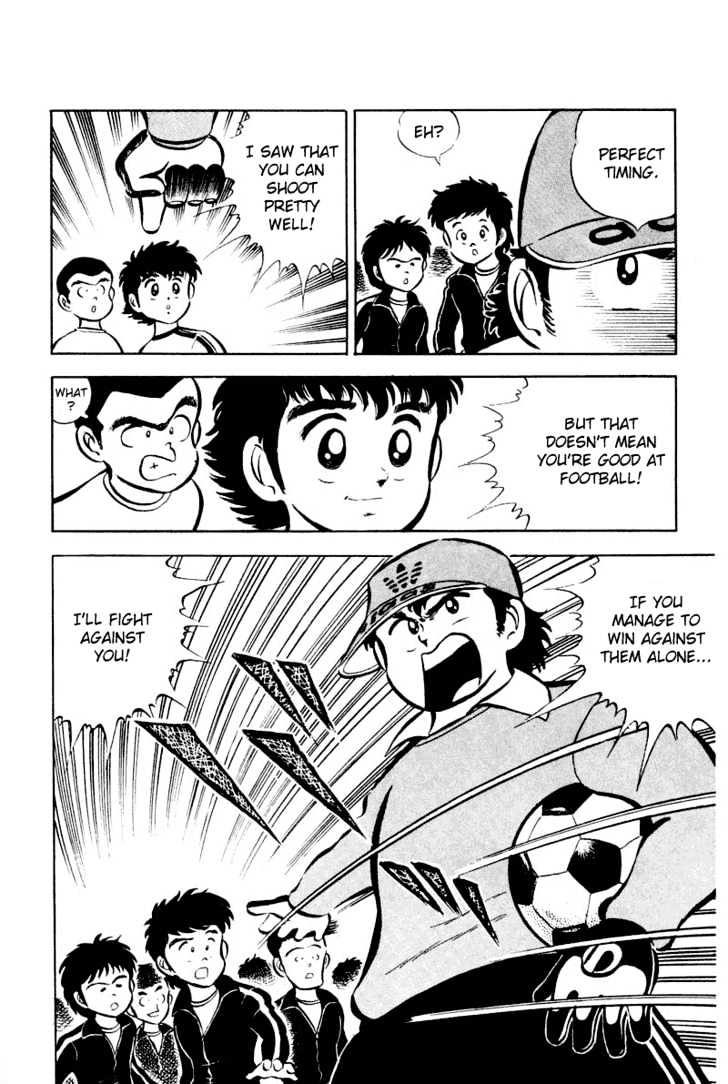 I SAW THAT
YOU CAN
SHOOT
PRETTY
WELL!
EH?
PERFECT
TIMING.
WHAT
?
BUT THAT
DOESN'T MEAN
YOU'RE GOOD AT
FOOTBALL!
I'LL FIGHT
AGAINST
YOU!
IF YOU
MANAGE TO
WIN AGAINST
THEM ALONE...